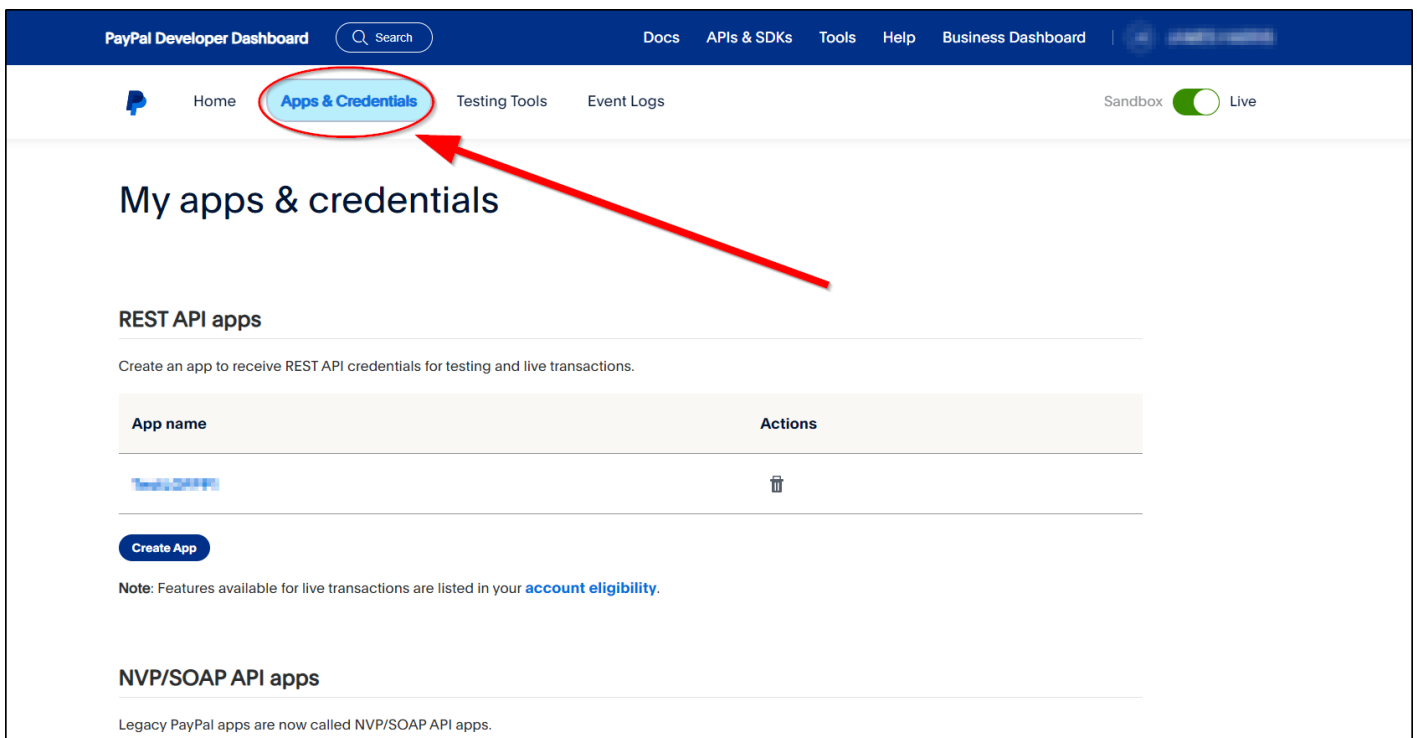 PayPal Developer Dashboard Search Docs APIs & SDKs Tools Help Business Dashboard
Home Apps & Credentials Testing Tools Event Logs Sandbox Live
My apps & credentials
REST API apps
Create an app to receive REST API credentials for testing and live transactions.
App name Actions
Create App
Note: Features available for live transactions are listed in your account eligibility.
NVP/SOAP API apps
Legacy PayPal apps are now called NVP/SOAP API apps.